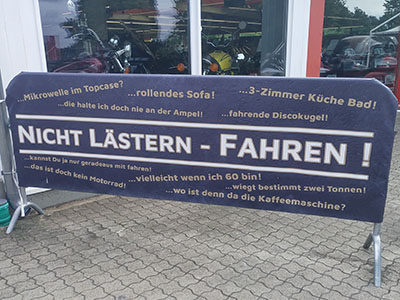 ...Mikrowelle im Topcase?
...rollendes Sofa!
...3-Zimmer Küche Bad!
...die halte ich doch nie an der Ampel!
...fahrende Discokugel!
NICHT LÄSTERN - FAHREN !
...kannst Du je nur geradsaus mit fahren!
...das ist doch kein Motorrad!
...vielleicht wenn ich 60 bin!
...wiegt bestimmt zwei Tonnen!
...wo ist denn da die Kaffeemaschine?